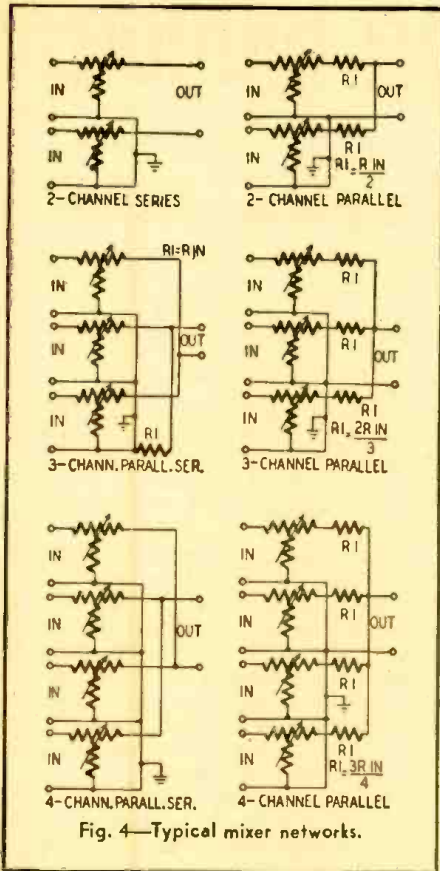 IN
OUT
IN
2-CHANNEL SERIES
R1
IN
OUT
IN
R1
R1=R IN/2
2-CHANNEL PARALLEL
R1=R IN
IN
IN
OUT
IN
R1
3-CHANN. PARALL. SER.
R1
IN
IN
R1
OUT
IN
R1
R1=2R IN/3
3-CHANNEL PARALLEL
IN
IN
OUT
IN
IN
4-CHANN. PARALL. SER.
R1
IN
IN
R1
OUT
IN
R1
IN
R1
R1=3R IN/4
4-CHANNEL PARALLEL
Fig. 4—Typical mixer networks.